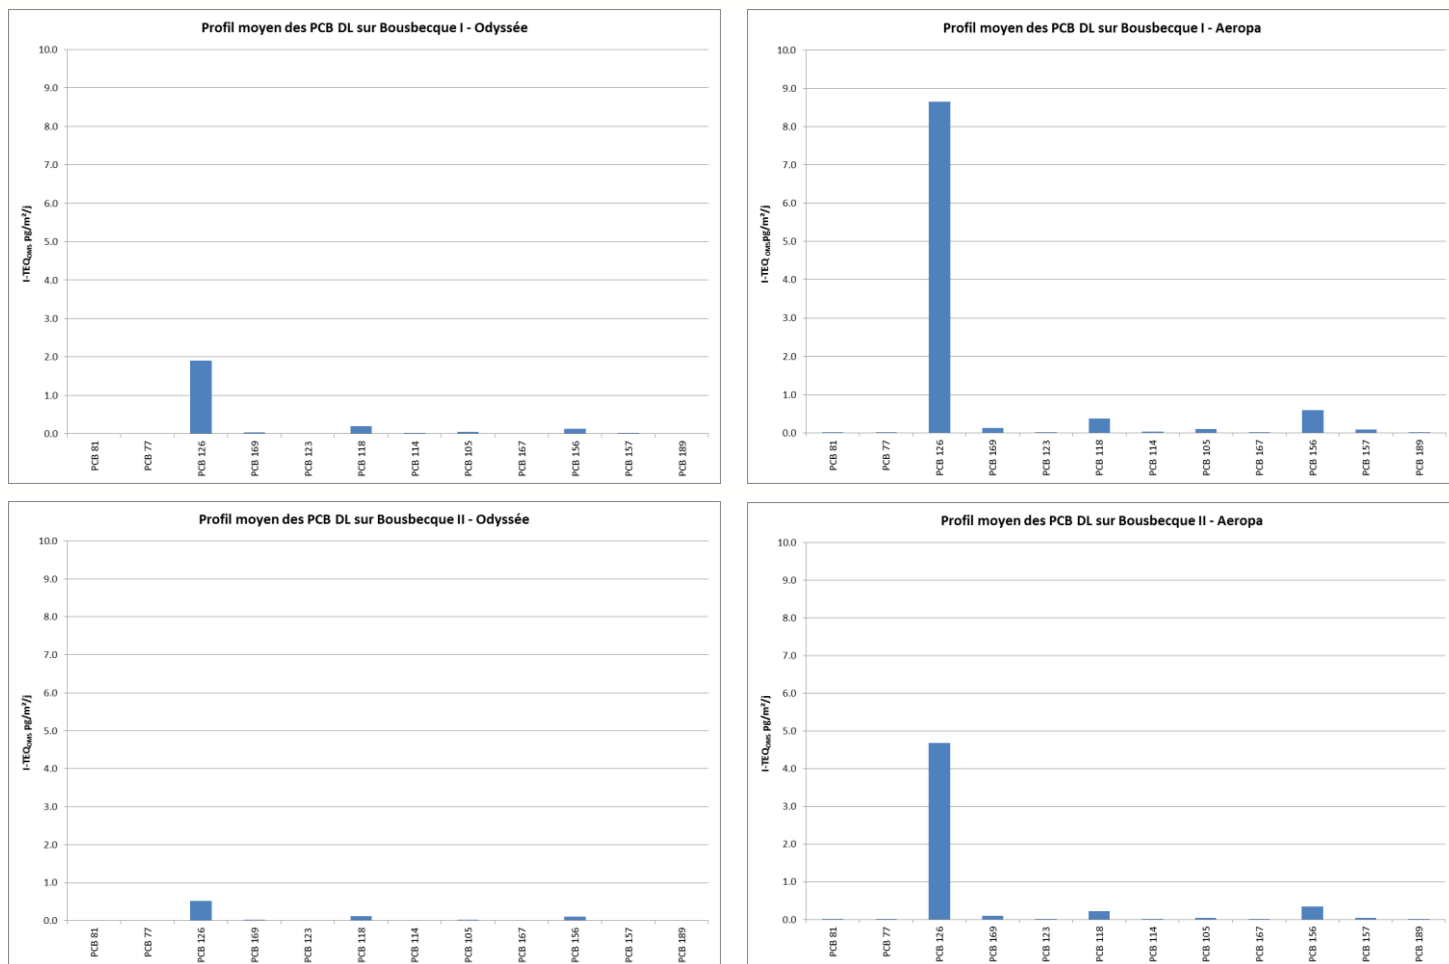 Profil moyen des PCB DL sur Bousbecque I - Odyssée
10.0
9.0
8.0
7.0
6.0
5.0
4.0
3.0
2.0
1.0
0.0
I-TEQOMS pg/m²/j
PCB 81
PCB 77
PCB 126
PCB 169
PCB 123
PCB 118
PCB 114
PCB 105
PCB 167
PCB 156
PCB 157
PCB 189
Profil moyen des PCB DL sur Bousbecque I - Aeropa
10.0
9.0
8.0
7.0
6.0
5.0
4.0
3.0
2.0
1.0
0.0
I-TEQ OMSpg/m²/j
PCB 81
PCB 77
PCB 126
PCB 169
PCB 123
PCB 118
PCB 114
PCB 105
PCB 167
PCB 156
PCB 157
PCB 189
Profil moyen des PCB DL sur Bousbecque II - Odyssée
10.0
9.0
8.0
7.0
6.0
5.0
4.0
3.0
2.0
1.0
0.0
I-TEQOMS pg/m²/j
PCB 81
PCB 77
PCB 126
PCB 169
PCB 123
PCB 118
PCB 114
PCB 105
PCB 167
PCB 156
PCB 157
PCB 189
Profil moyen des PCB DL sur Bousbecque II - Aeropa
10.0
9.0
8.0
7.0
6.0
5.0
4.0
3.0
2.0
1.0
0.0
I-TEQOMS pg/m²/j
PCB 81
PCB 77
PCB 126
PCB 169
PCB 123
PCB 118
PCB 114
PCB 105
PCB 167
PCB 156
PCB 157
PCB 189